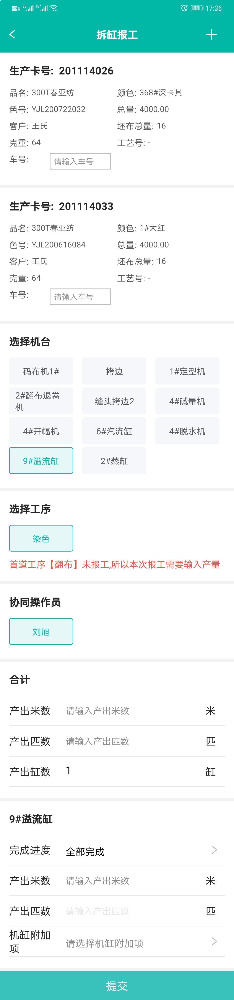 HD 2 3G 4G+ 81 17:36
拆缸报工
生产卡号: 201114026
品名: 300T春亚纺 颜色: 368#深卡其
色号: YJL200722032 总量: 4000.00
客户: 王氏 坯布总量: 16
克重: 64 工艺号: -
车号: 请输入车号
生产卡号: 201114033
品名: 300T春亚纺 颜色: 1#大红
色号: YJL200616084 总量: 4000.00
客户: 王氏 坯布总量: 16
克重: 64 工艺号: -
车号: 请输入车号
选择机台
码布机1# 拷边 1#定型机
2#翻布退卷
机
缝头拷边2 4#碱量机
4#开幅机 6#汽流缸 4#脱水机
9#溢流缸 2#蒸缸
选择工序
染色
首道工序【翻布】未报工,所以本次报工需要输入产量
协同操作员
刘旭
合计
产出米数 请输入产出米数 米
产出匹数 请输入产出匹数 匹
产出缸数 1 缸
9#溢流缸
完成进度 全部完成
产出米数 请输入产出米数 米
产出匹数 请输入产出匹数 匹
机缸附加
项
请选择机缸附加项
提交